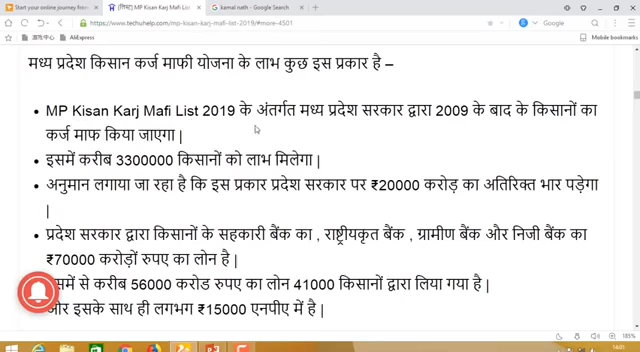 Start your online journey from
[लिस्ट] MP Kisan Karj Mafi List
kamal nath - Google Search
https://www.techuhelp.com/mp-kisan-karj-mafi-list-2019/#more-4501
Google
游戏中心
AliExpress
Mobile bookmarks
मध्य प्रदेश किसान कर्ज माफी योजना के लाभ कुछ इस प्रकार है –
MP Kisan Karj Mafi List 2019 के अंतर्गत मध्य प्रदेश सरकार द्वारा 2009 के बाद के किसानों का
कर्ज माफ किया जाएगा |
इसमें करीब 3300000 किसानों को लाभ मिलेगा |
अनुमान लगाया जा रहा है कि इस प्रकार प्रदेश सरकार पर ₹20000 करोड़ का अतिरिक्त भार पड़ेगा
|
प्रदेश सरकार द्वारा किसानों के सहकारी बैंक का , राष्ट्रीयकृत बैंक , ग्रामीण बैंक और निजी बैंक का
₹70000 करोड़ों रुपए का लोन है |
समें से करीब 56000 करोड रुपए का लोन 41000 किसानों द्वारा लिया गया है |
और इसके साथ ही लगभग ₹15000 एनपीए में है |
185%